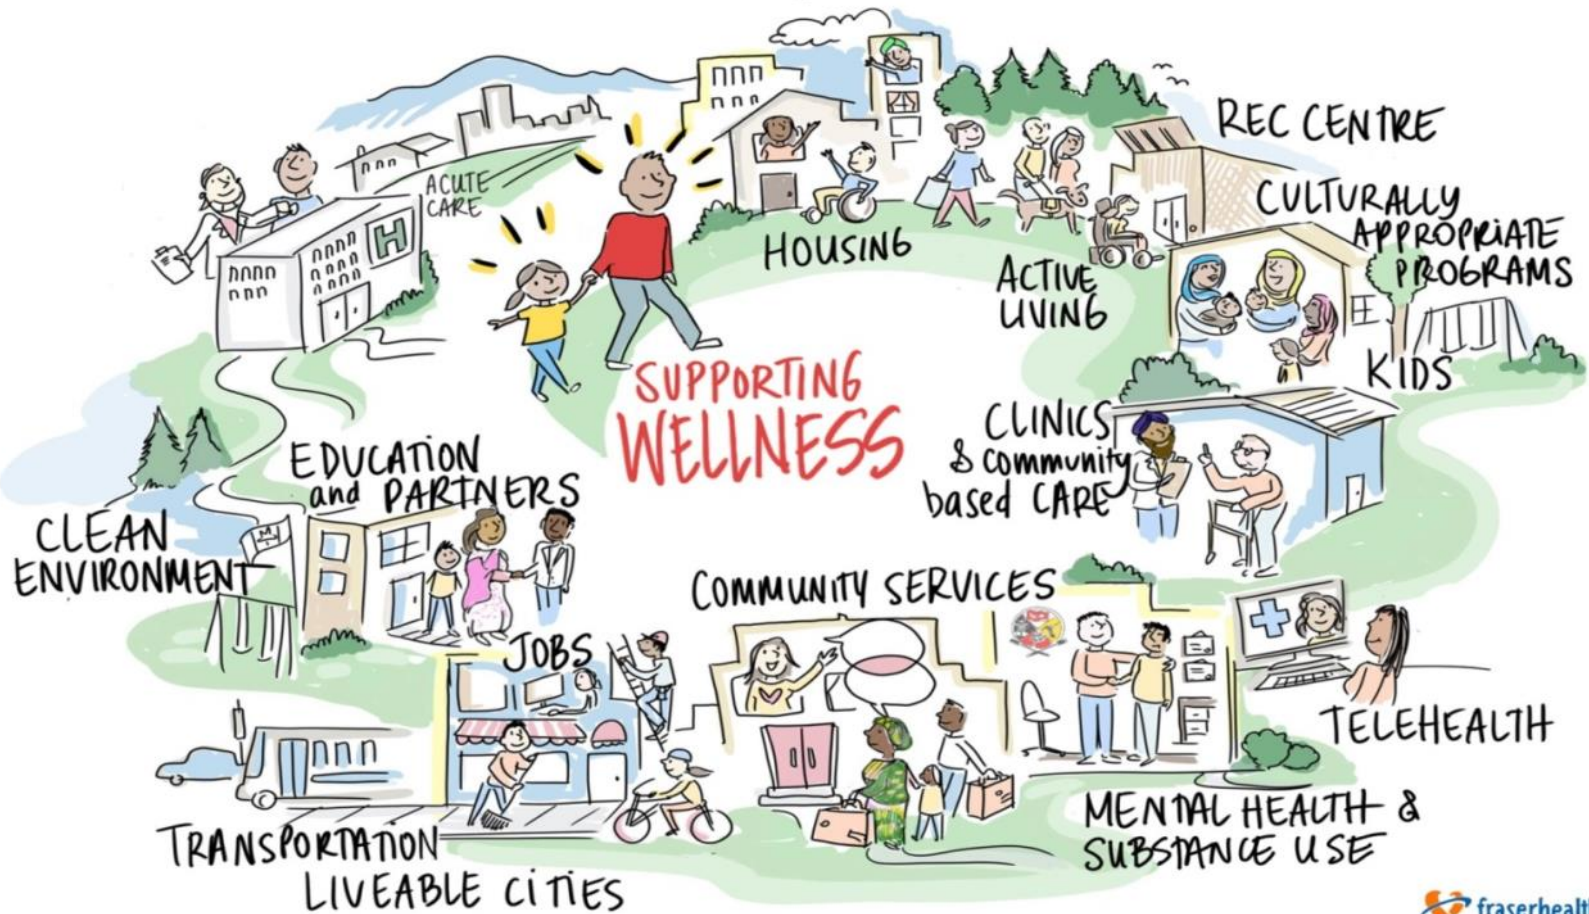 ACUTE
CARE
H
HOUSING
ACTIVE
LIVING
REC CENTRE
CULTURALLY
APPROPRIATE
PROGRAMS
KIDS
SUPPORTING
WELLNESS
CLINICS
& Community
based CARE
EDUCATION
and PARTNERS
CLEAN
ENVIRONMENT
COMMUNITY SERVICES
JOBS
TELEHEALTH
MENTAL HEALTH &
SUBSTANCE USE
TRANSPORTATION
LIVEABLE CITIES
fraserhealt